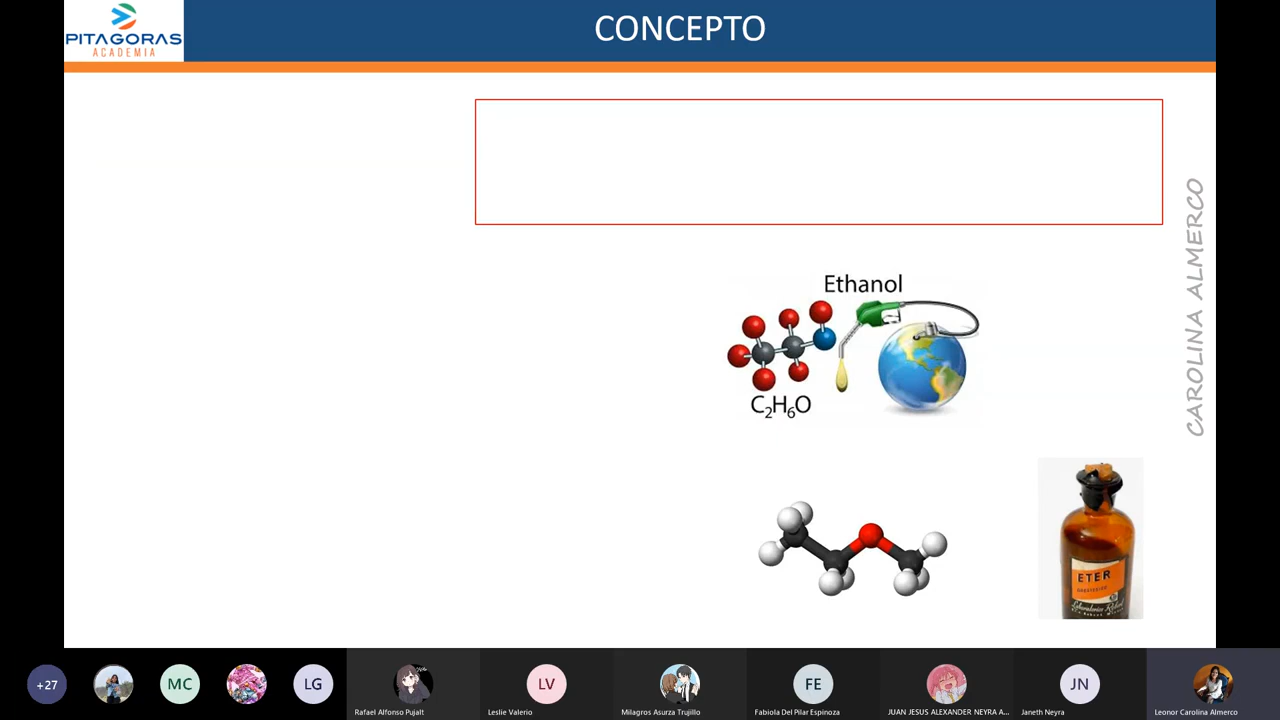 PITAGORAS
ACADEMIA
CONCEPTO
CAROLINA ALMERCO
Ethanol
C₂H₆O
ETER
+27
MC
LG
Rafael Alfonso Pujalt
LV
Leslie Valerio
Milagros Asurza Trujillo
FE
Fabiola Del Pilar Espinoza
JUAN JESUS ALEXANDER NEYRA A...
JN
Janeth Neyra
Leonor Carolina Almerco